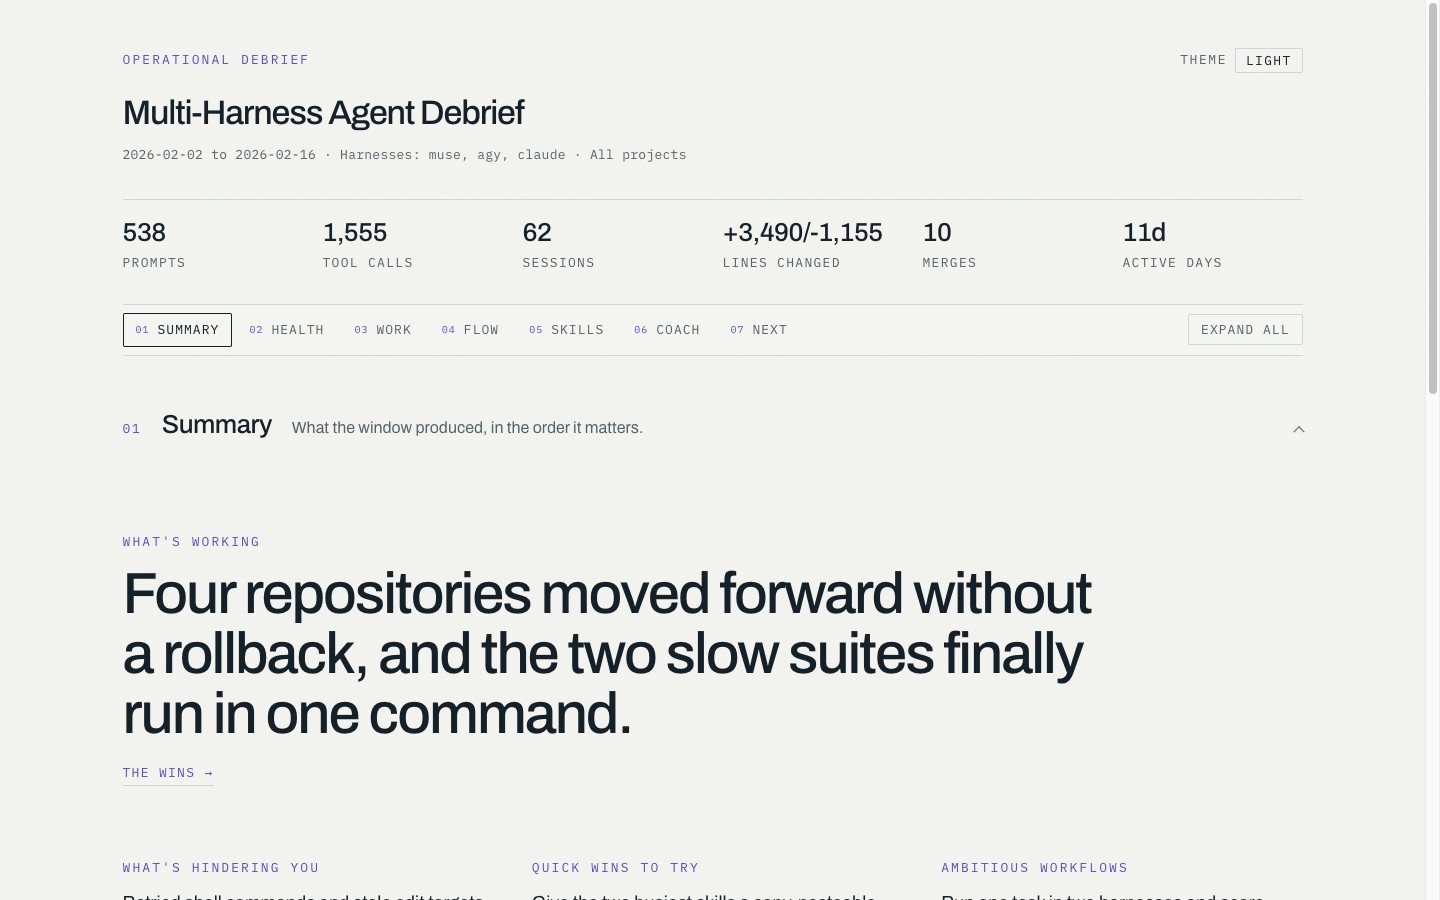 OPERATIONAL DEBRIEF
THEME LIGHT
Multi-Harness Agent Debrief
2026-02-02 to 2026-02-16 · Harnesses: muse, agy, claude · All projects
538 1,555 62 +3,490/-1,155 10 11d
PROMPTS TOOL CALLS SESSIONS LINES CHANGED MERGES ACTIVE DAYS
01 SUMMARY 02 HEALTH 03 WORK 04 FLOW 05 SKILLS 06 COACH 07 NEXT EXPAND ALL
01 Summary What the window produced, in the order it matters.
WHAT'S WORKING
Four repositories moved forward without
a rollback, and the two slow suites finally
run in one command.
THE WINS →
WHAT'S HINDERING YOU QUICK WINS TO TRY AMBITIOUS WORKFLOWS